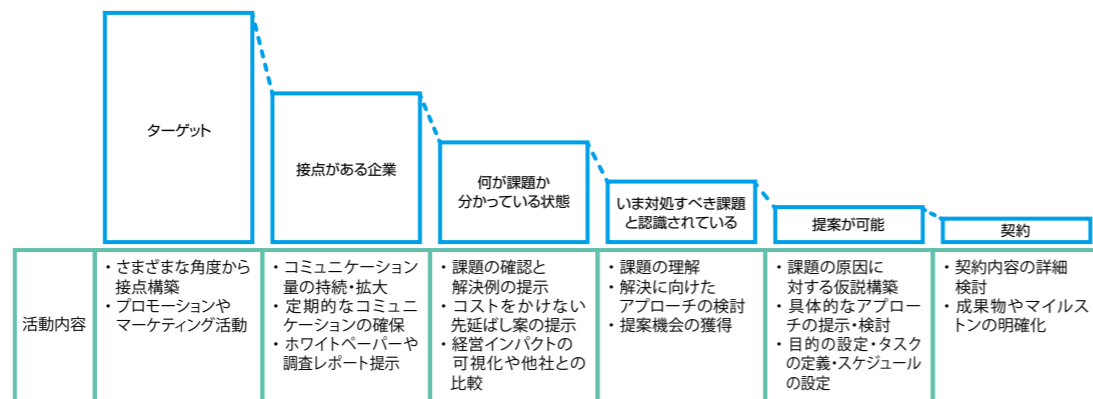 ターゲット
接点がある企業
何が課題か
分かっている状態
いま対処すべき課題
と認識されている
提案が可能
契約
活動内容
・さまざまな角度から
接点構築
・プロモーションや
マーケティング活動
・コミュニケーション
量の持続・拡大
・定期的なコミュニ
ケーションの確保
・ホワイトペーパーや
調査レポート提示
・課題の確認と
解決例の提示
・コストをかけない
先延ばし案の提示
・経営インパクトの
可視化や他社との
比較
・課題の理解
・解決に向けた
アプローチの検討
・提案機会の獲得
・課題の原因に
対する仮説構築
・具体的なアプロー
チの提示・検討
・目的の設定・タスク
の定義・スケジュール
の設定
・契約内容の詳細
検討
・成果物やマイルス
トンの明確化